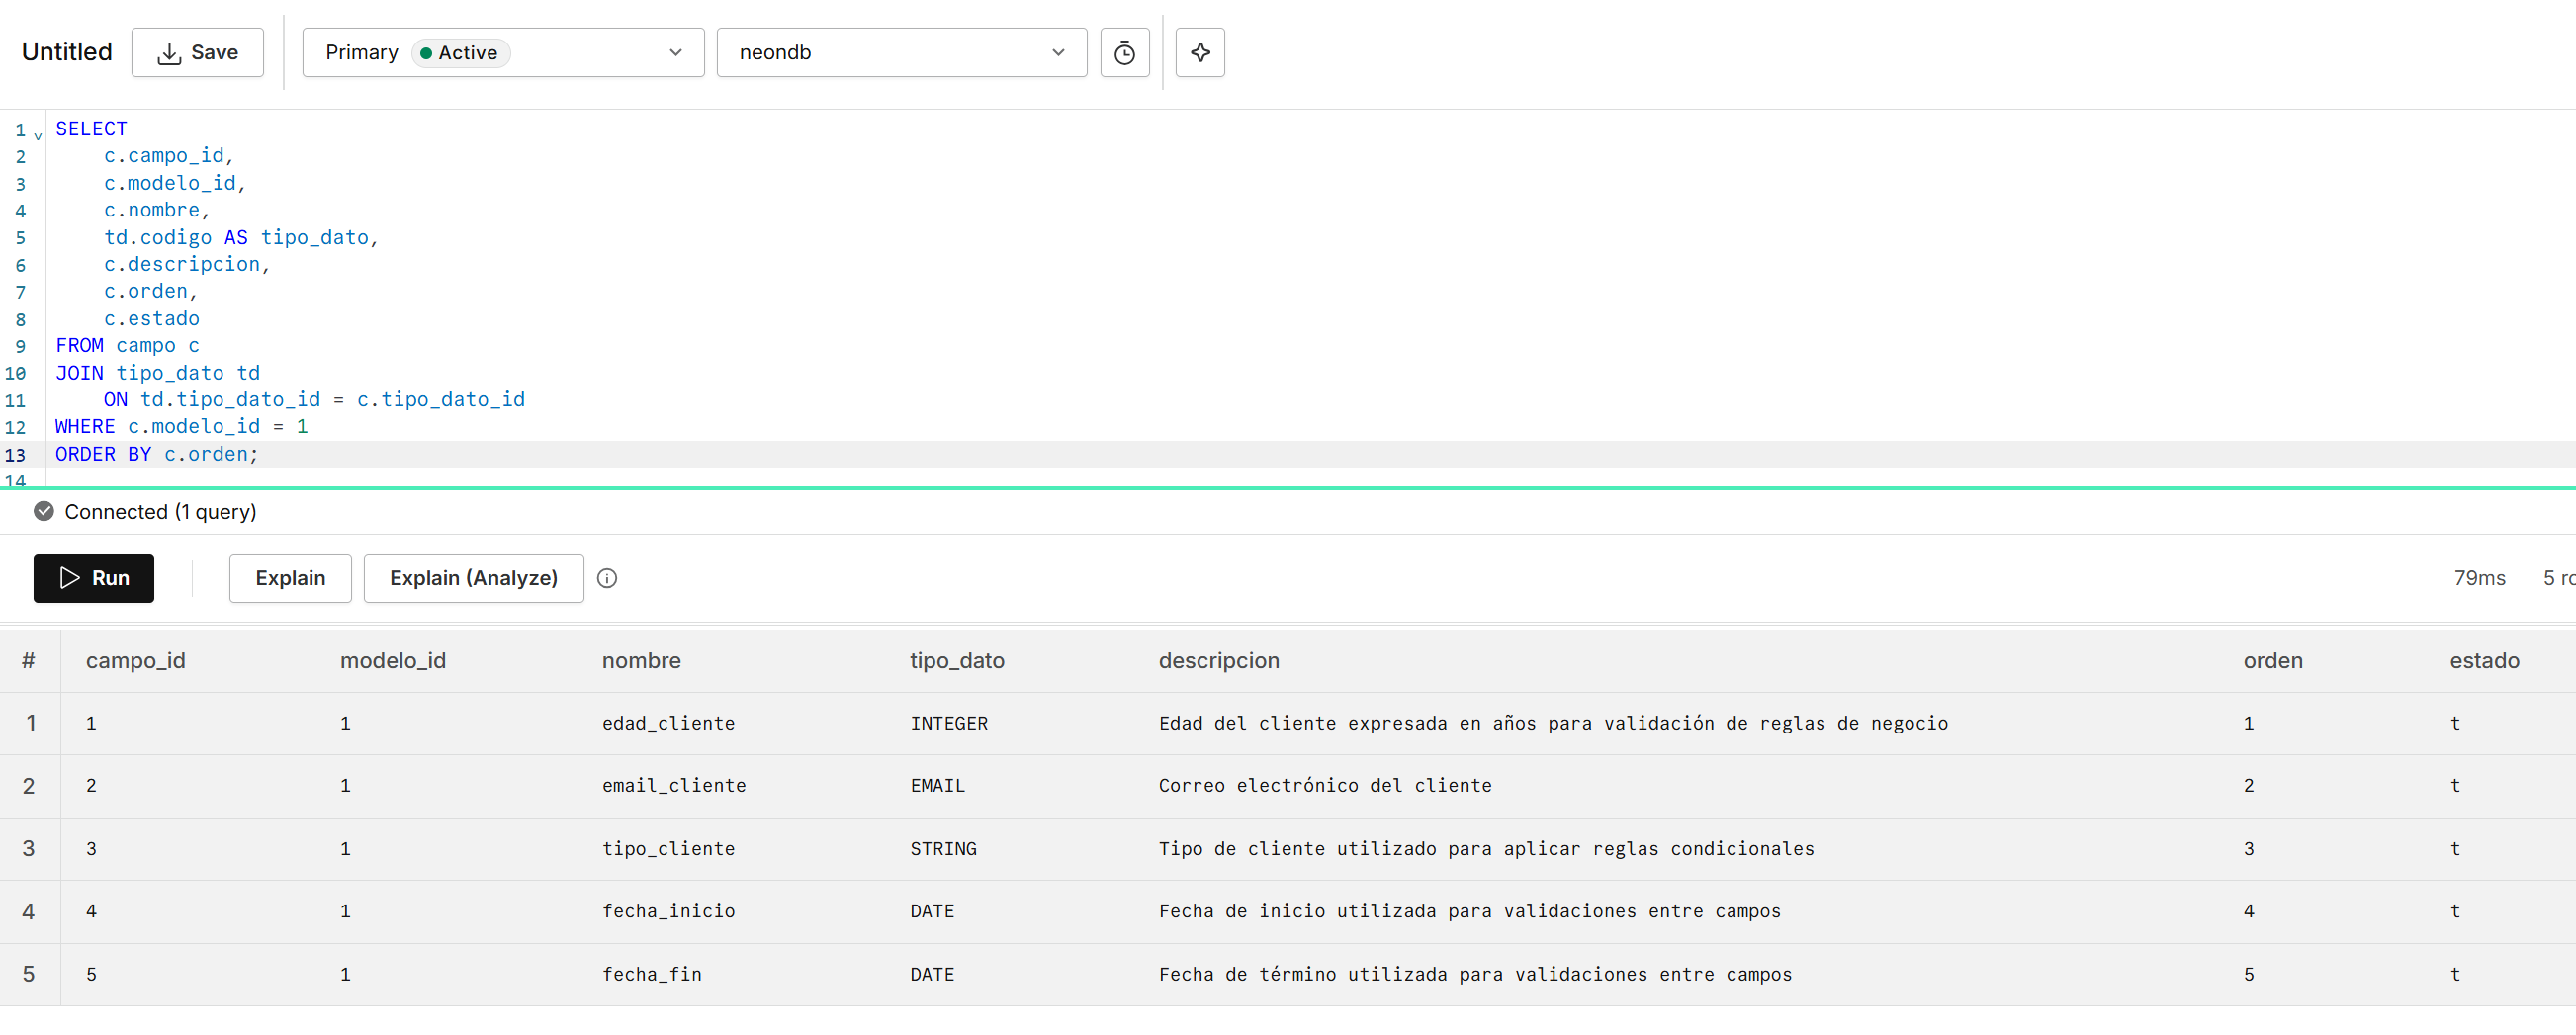 Untitled Save Primary Active neondb
1 SELECT
2 c.campo_id,
3 c.modelo_id,
4 c.nombre,
5 td.codigo AS tipo_dato,
6 c.descripcion,
7 c.orden,
8 c.estado
9 FROM campo c
10 JOIN tipo_dato td
11 ON td.tipo_dato_id = c.tipo_dato_id
12 WHERE c.modelo_id = 1
13 ORDER BY c.orden;
14
Connected (1 query)
Run Explain Explain (Analyze) 79ms 5 ro
# campo_id modelo_id nombre tipo_dato descripcion orden estado
1 1 1 edad_cliente INTEGER Edad del cliente expresada en años para validación de reglas de negocio 1 t
2 2 1 email_cliente EMAIL Correo electrónico del cliente 2 t
3 3 1 tipo_cliente STRING Tipo de cliente utilizado para aplicar reglas condicionales 3 t
4 4 1 fecha_inicio DATE Fecha de inicio utilizada para validaciones entre campos 4 t
5 5 1 fecha_fin DATE Fecha de término utilizada para validaciones entre campos 5 t